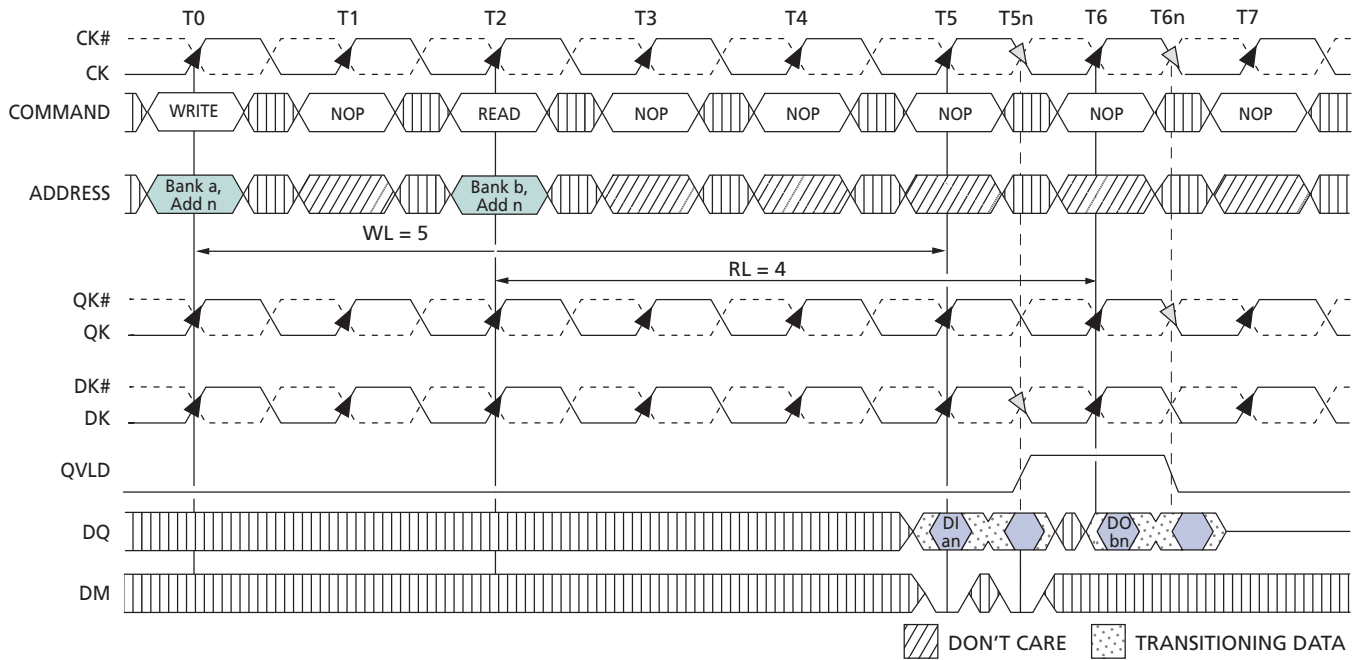 T0 T1 T2 T3 T4 T5 T5n T6 T6n T7
CK#
CK
COMMAND WRITE NOP READ NOP NOP NOP NOP NOP
ADDRESS Bank a, Add n Bank b, Add n
WL = 5
RL = 4
QK#
QK
DK#
DK
QVLD
DQ DI an DO bn
DM
DON'T CARE TRANSITIONING DATA